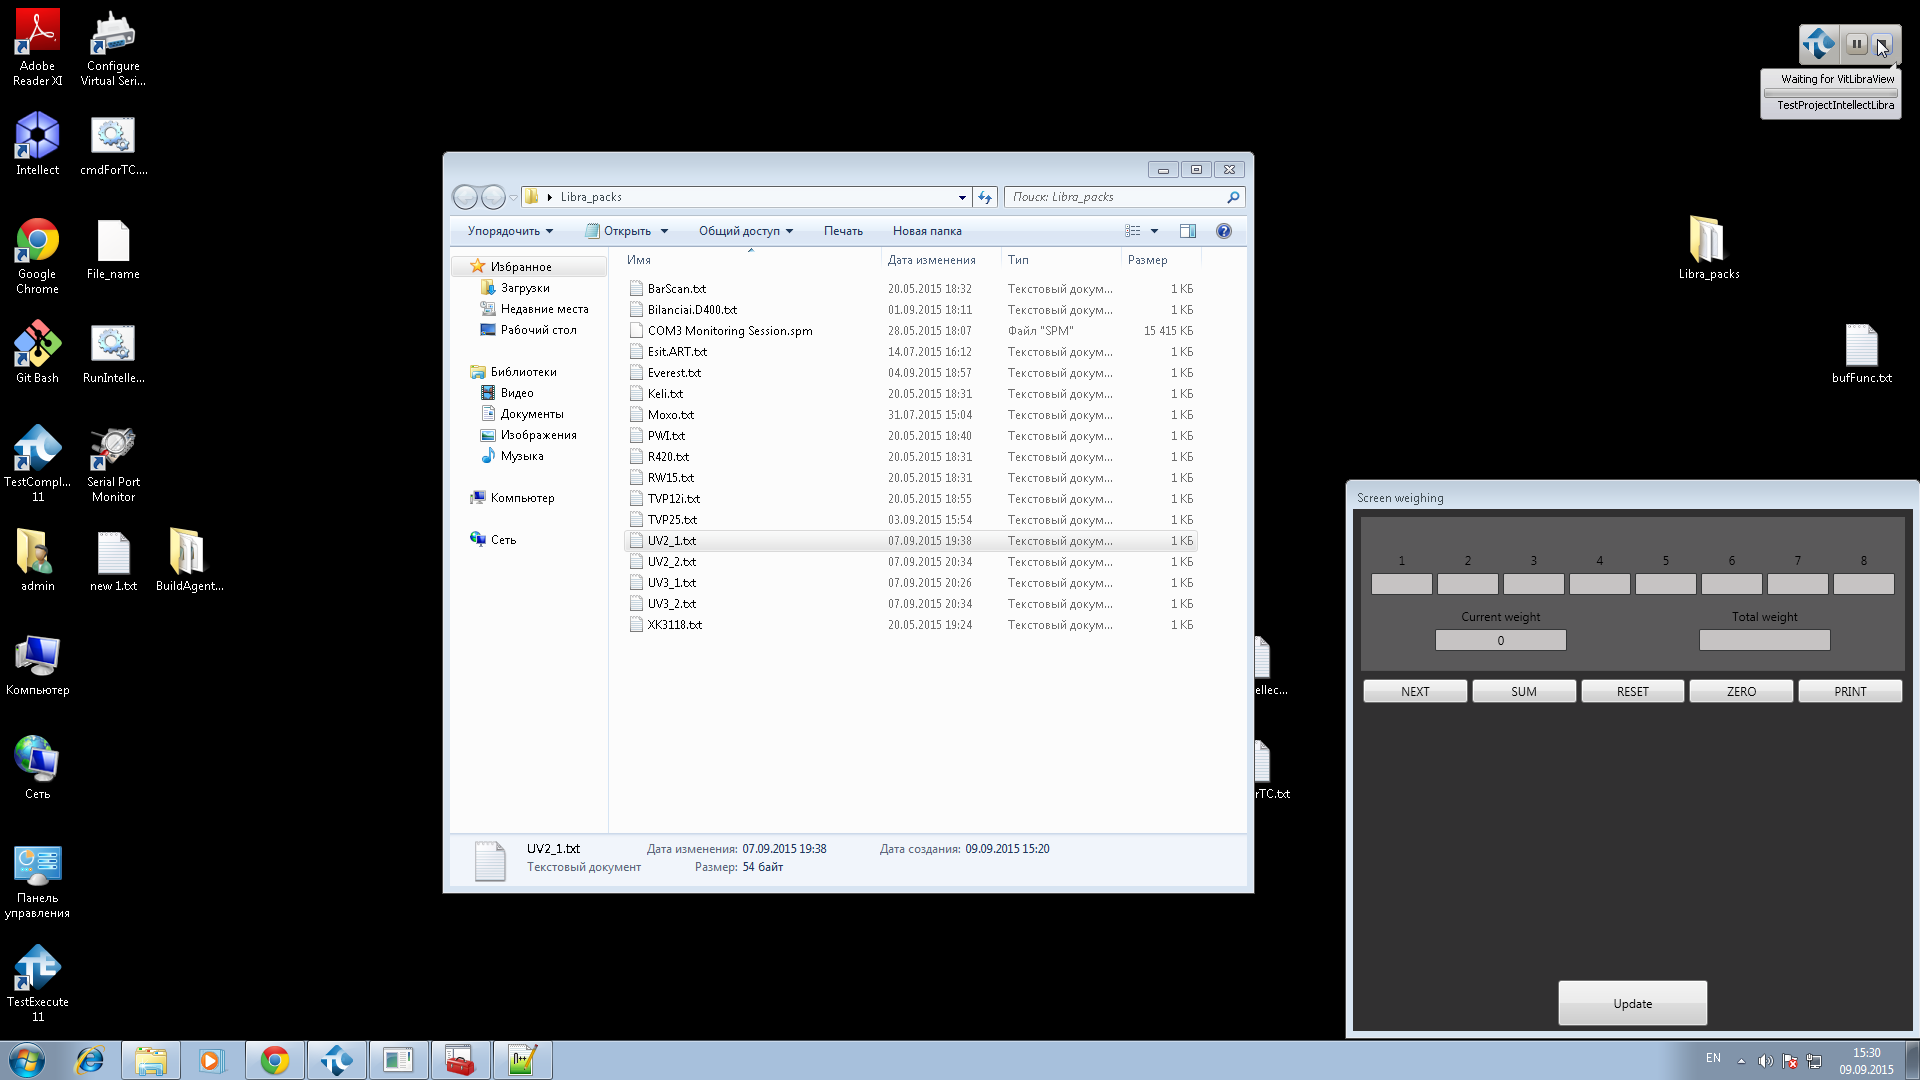 Adobe
Reader XI
Configure
Virtual Seri...
Intellect
cmdForTC....
Google
Chrome
File_name
Git Bash
RunIntelle...
TestCompl...
11
Serial Port
Monitor
admin
new 1.txt
BuildAgent...
Компьютер
Сеть
Панель
управления
TestExecute
11
Libra_packs
Поиск: Libra_packs
Упорядочить
Открыть
Общий доступ
Печать
Новая папка
Избранное
Загрузки
Недавние места
Рабочий стол
Библиотеки
Видео
Документы
Изображения
Музыка
Компьютер
Сеть
Имя Дата изменения Тип Размер
BarScan.txt 20.05.2015 18:32 Текстовый докум... 1 КБ
Bilanciai.D400.txt 01.09.2015 18:11 Текстовый докум... 1 КБ
COM3 Monitoring Session.spm 28.05.2015 18:07 Файл "SPM" 15 415 КБ
Esit.ART.txt 14.07.2015 16:12 Текстовый докум... 1 КБ
Everest.txt 04.09.2015 18:57 Текстовый докум... 1 КБ
Keli.txt 20.05.2015 18:31 Текстовый докум... 1 КБ
Moxo.txt 31.07.2015 15:04 Текстовый докум... 1 КБ
PWI.txt 20.05.2015 18:40 Текстовый докум... 1 КБ
R420.txt 20.05.2015 18:31 Текстовый докум... 1 КБ
RW15.txt 20.05.2015 18:31 Текстовый докум... 1 КБ
TVP12i.txt 20.05.2015 18:55 Текстовый докум... 1 КБ
TVP25.txt 03.09.2015 15:54 Текстовый докум... 1 КБ
UV2_1.txt 07.09.2015 19:38 Текстовый докум... 1 КБ
UV2_2.txt 07.09.2015 20:34 Текстовый докум... 1 КБ
UV3_1.txt 07.09.2015 20:26 Текстовый докум... 1 КБ
UV3_2.txt 07.09.2015 20:34 Текстовый докум... 1 КБ
XK3118.txt 20.05.2015 19:24 Текстовый докум... 1 КБ
UV2_1.txt Дата изменения: 07.09.2015 19:38 Дата создания: 09.09.2015 15:20
Текстовый документ Размер: 54 байт
ellec...
rTC.txt
Waiting for VitLibraView
TestProjectIntellectLibra
Libra_packs
bufFunc.txt
Screen weighing
1 2 3 4 5 6 7 8
Current weight Total weight
0
NEXT SUM RESET ZERO PRINT
Update
EN
15:30
09.09.2015